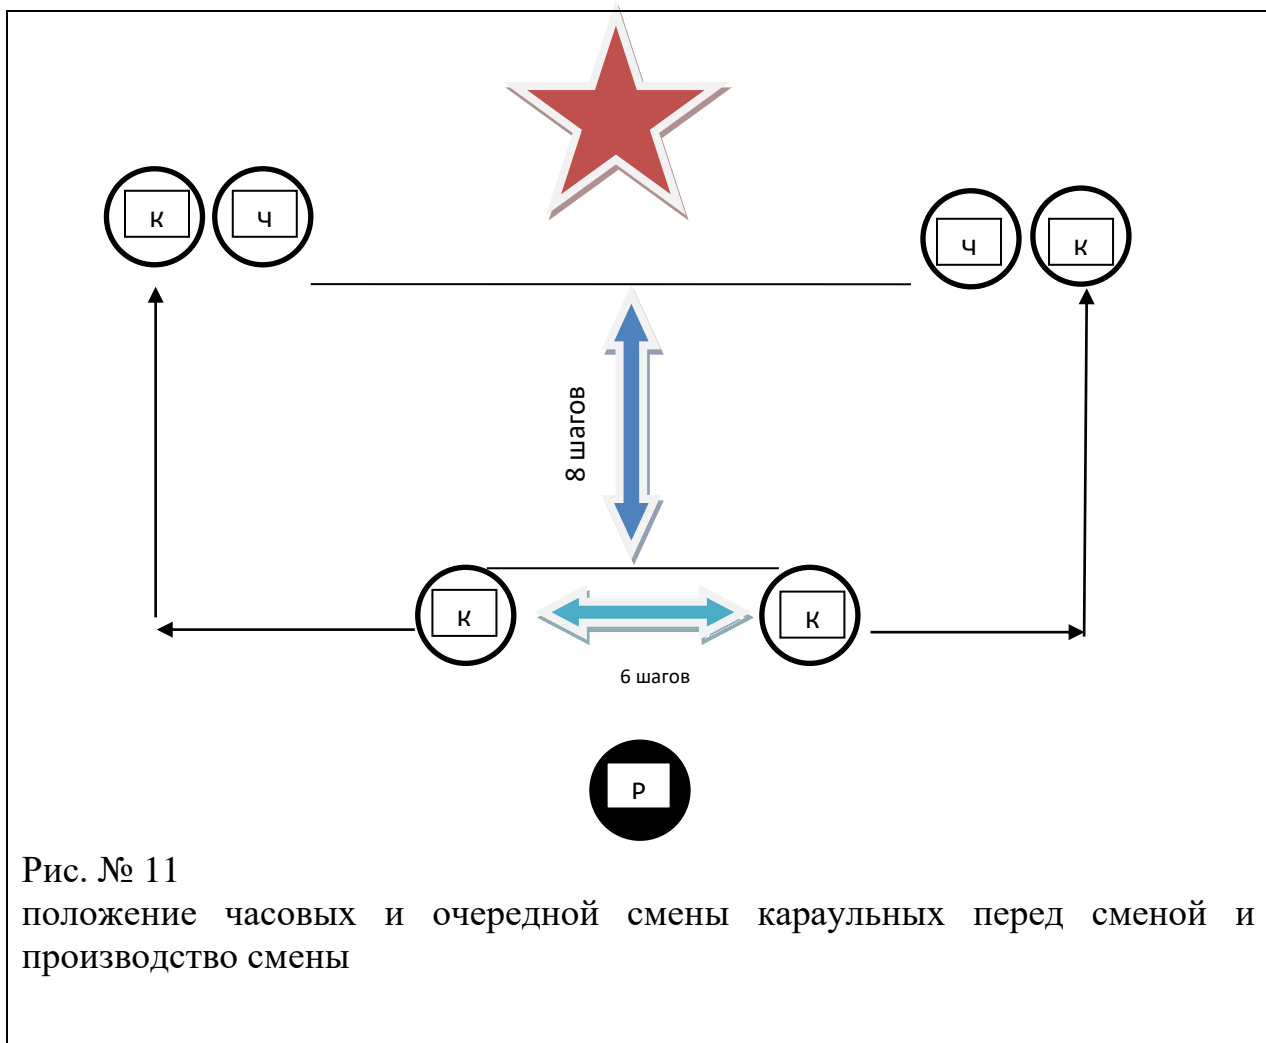 К Ч Ч К
8 шагов
К К
6 шагов
Р
Рис. № 11
положение часовых и очередной смены караульных перед сменой и
производство смены